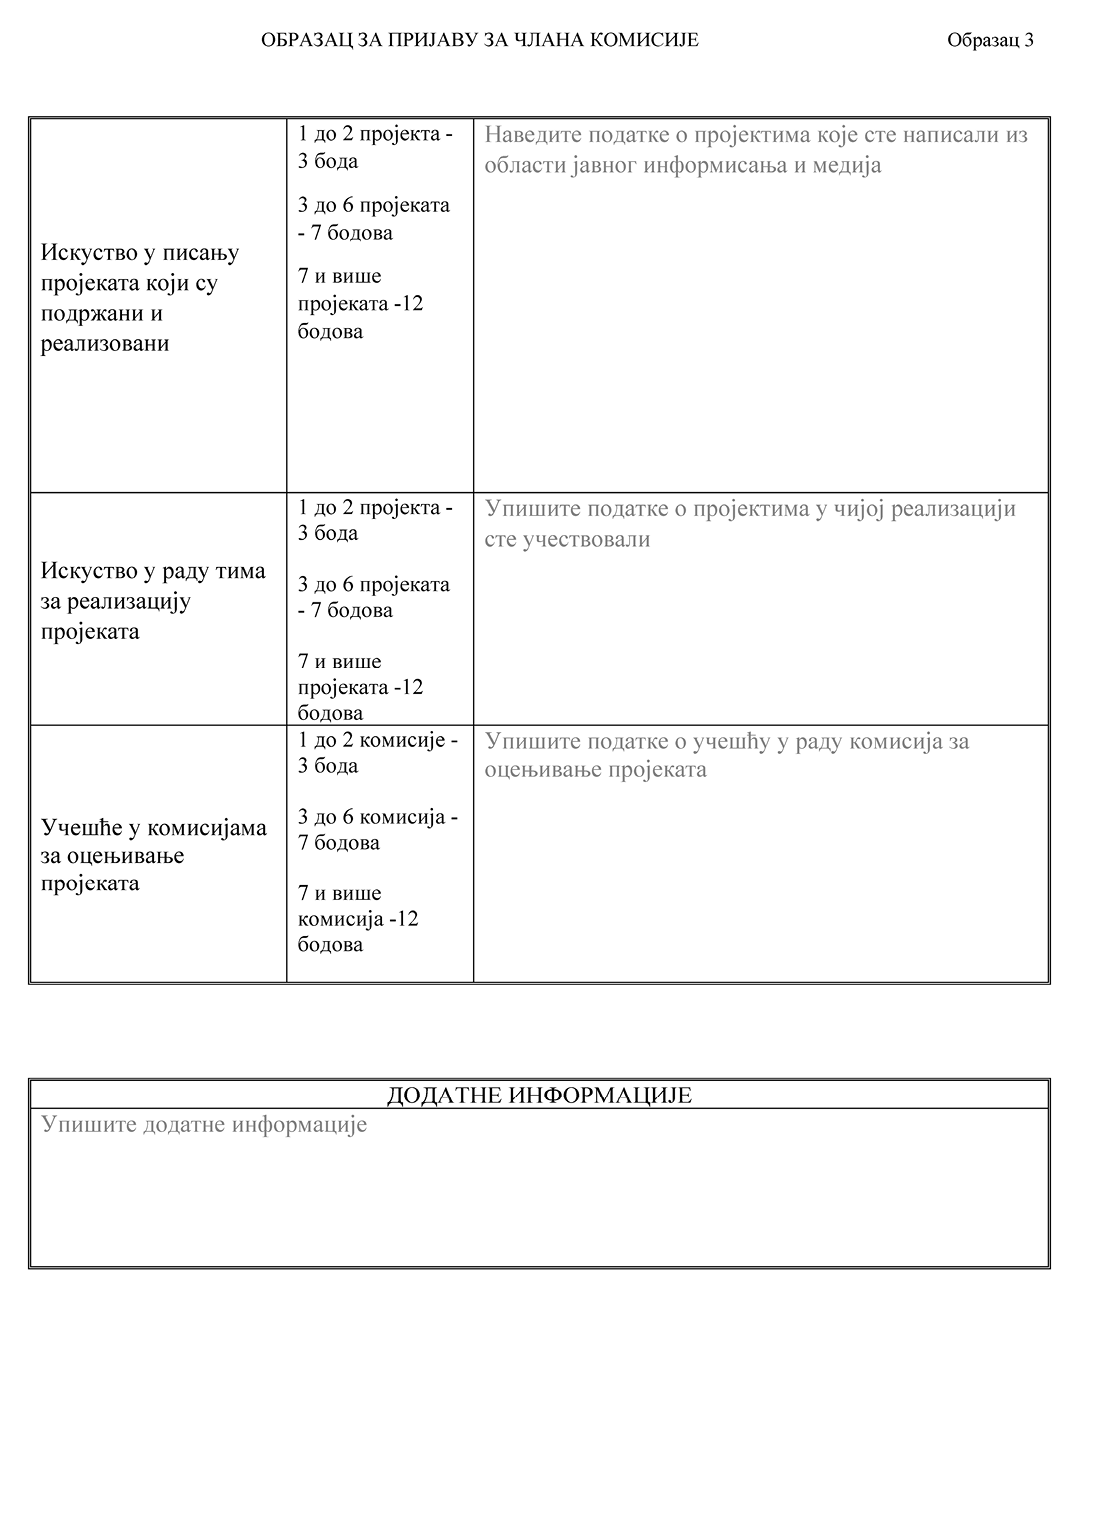 ОБРАЗАЦ ЗА ПРИЈАВУ ЗА ЧЛАНА КОМИСИЈЕ
Образац 3
Искуство у писању
пројеката који су
подржани и
реализовани
1 до 2 пројекта -
3 бода
3 до 6 пројеката
- 7 бодова
7 и више
пројеката -12
бодова
Наведите податке о пројектима које сте написали из
области јавног информисања и медија
Искуство у раду тима
за реализацију
пројеката
1 до 2 пројекта -
3 бода
3 до 6 пројеката
- 7 бодова
7 и више
пројеката -12
бодова
Упишите податке о пројектима у чијој реализацији
сте учествовали
Учешће у комисијама
за оцењивање
пројеката
1 до 2 комисије -
3 бода
3 до 6 комисија -
7 бодова
7 и више
комисија -12
бодова
Упишите податке о учешћу у раду комисија за
оцењивање пројеката
ДОДАТНЕ ИНФОРМАЦИЈЕ
Упишите додатне информације